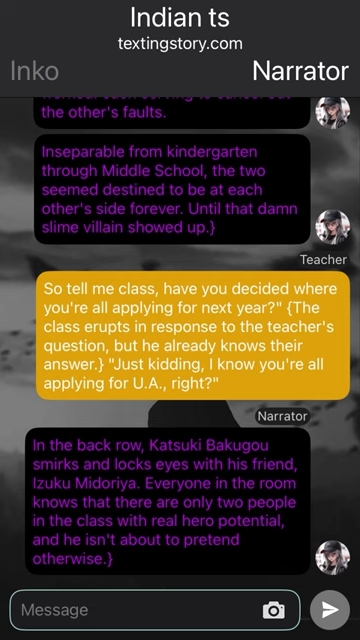 Indian ts
textingstory.com
Inko
Narrator
the other's faults.
Inseparable from kindergarten
through Middle School, the two
seemed destined to be at each
other's side forever. Until that damn
slime villain showed up.}
Teacher
So tell me class, have you decided where
you're all applying for next year?" {The
class erupts in response to the teacher's
question, but he already knows their
answer.} "Just kidding, I know you're all
applying for U.A., right?"
Narrator
In the back row, Katsuki Bakugou
smirks and locks eyes with his friend,
Izuku Midoriya. Everyone in the room
knows that there are only two people
in the class with real hero potential,
and he isn't about to pretend
otherwise.}
Message